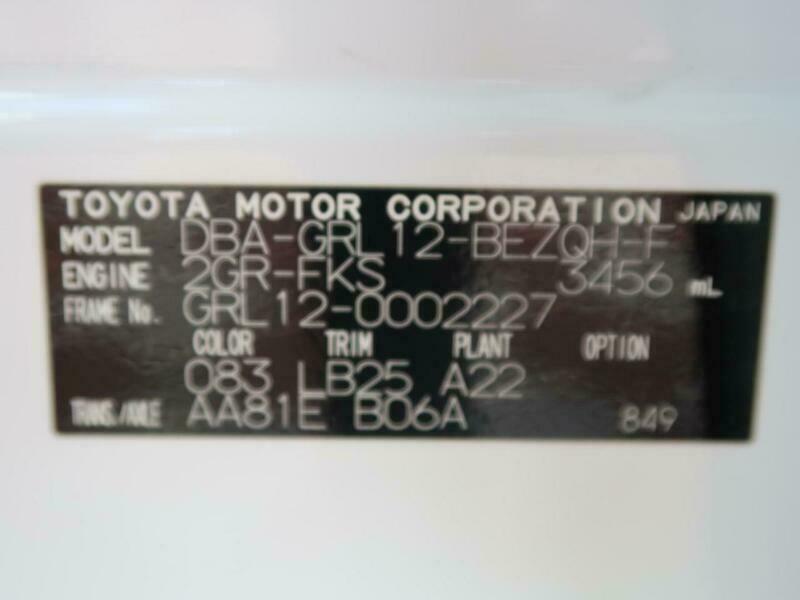 TOYOTA MOTOR CORPORATION JAPAN
MODEL DBA-GRL12-BEZQH-F
ENGINE 2GR-FKS 3456 mL
FRAME No. GRL12-0002227
COLOR TRIM PLANT OPTION
083 LB25 A22
TRANS./AXLE AA81E B06A 849